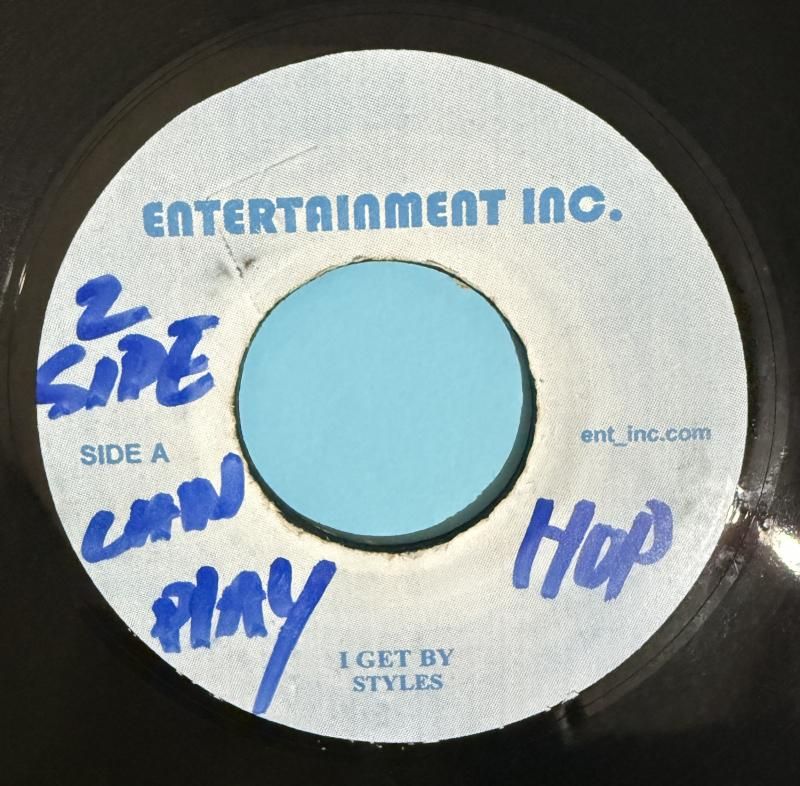 ENTERTAINMENT INC.
2
SIDE
SIDE A
ent_inc.com
CAN
PLAY
HOP
I GET BY
STYLES